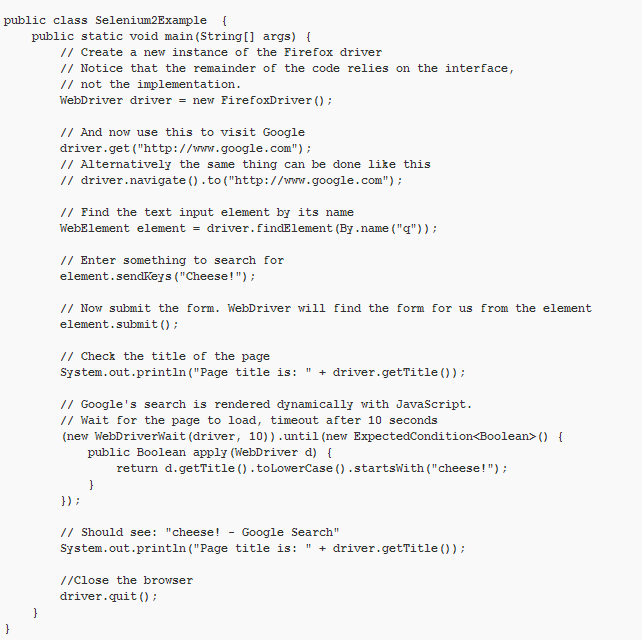 public class Selenium2Example  {
    public static void main(String[] args) {
        // Create a new instance of the Firefox driver
        // Notice that the remainder of the code relies on the interface,
        // not the implementation.
        WebDriver driver = new FirefoxDriver();

        // And now use this to visit Google
        driver.get("http://www.google.com");
        // Alternatively the same thing can be done like this
        // driver.navigate().to("http://www.google.com");

        // Find the text input element by its name
        WebElement element = driver.findElement(By.name("q"));

        // Enter something to search for
        element.sendKeys("Cheese!");

        // Now submit the form. WebDriver will find the form for us from the element
        element.submit();

        // Check the title of the page
        System.out.println("Page title is: " + driver.getTitle());

        // Google's search is rendered dynamically with JavaScript.
        // Wait for the page to load, timeout after 10 seconds
        (new WebDriverWait(driver, 10)).until(new ExpectedCondition<Boolean>() {
            public Boolean apply(WebDriver d) {
                return d.getTitle().toLowerCase().startsWith("cheese!");
            }
        });

        // Should see: "cheese! - Google Search"
        System.out.println("Page title is: " + driver.getTitle());

        //Close the browser
        driver.quit();
    }
}